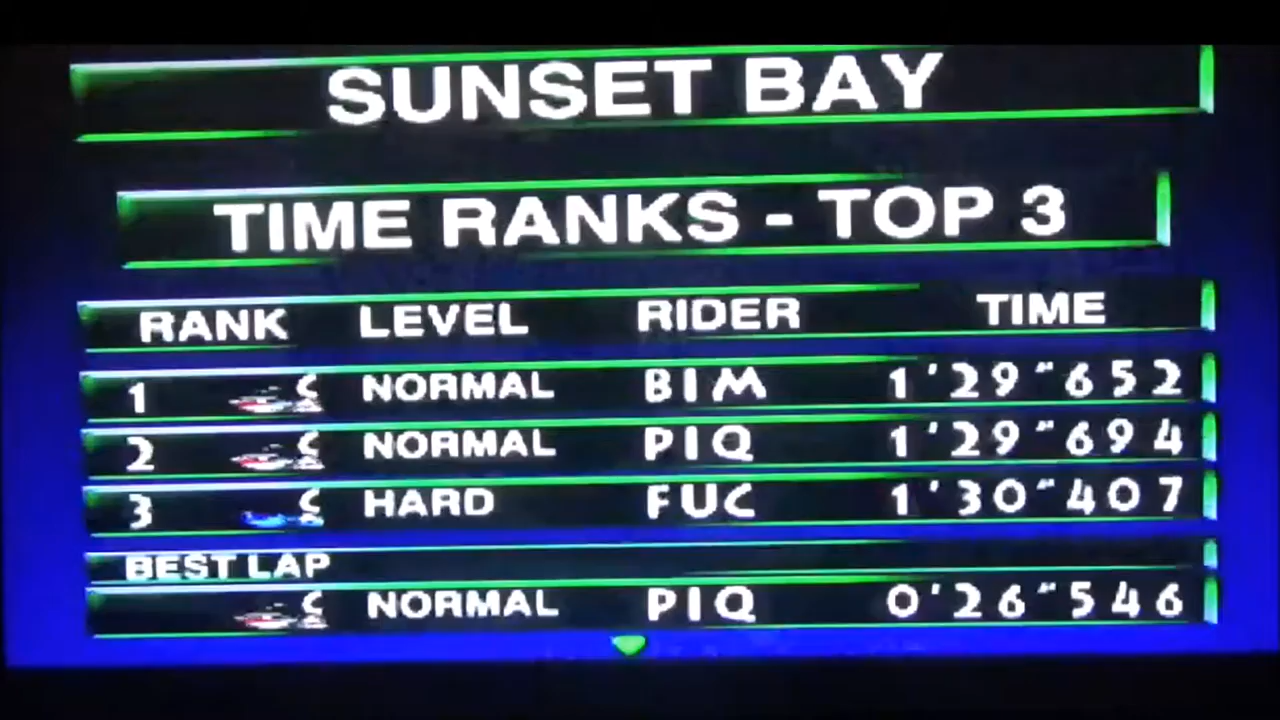 SUNSET BAY
TIME RANKS - TOP 3
RANK LEVEL RIDER TIME
1 NORMAL BIM 1'29"652
2 NORMAL PIQ 1'29"694
3 HARD FUC 1'30"407
BEST LAP
NORMAL PIQ 0'26"546